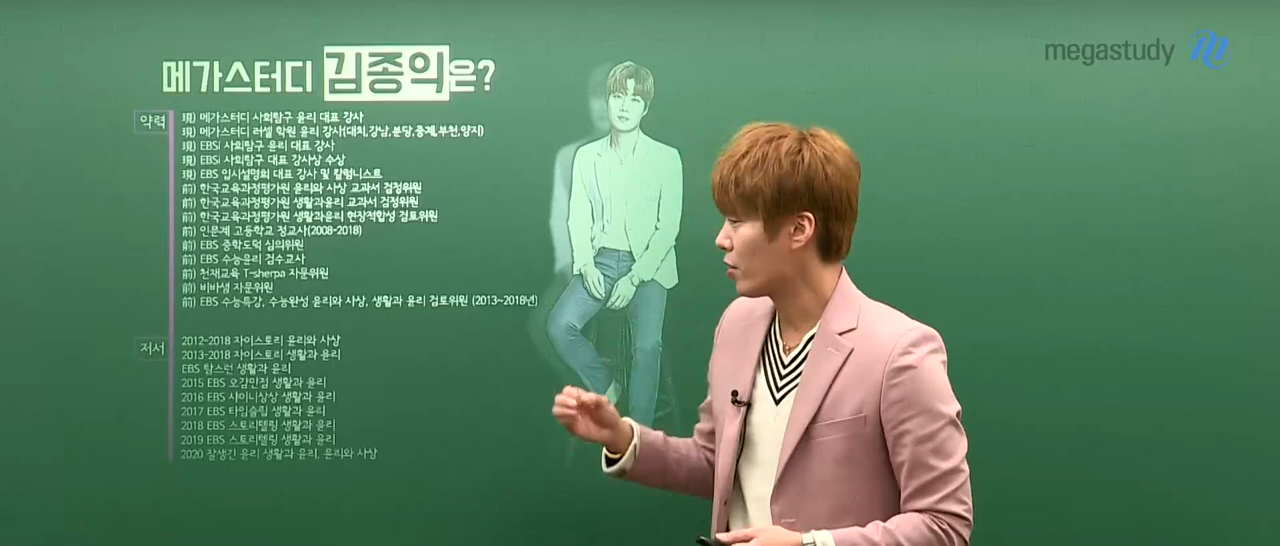 megastudy
메가스터디 김종익은?
약력
現) 메가스터디 사회탐구 윤리 대표 강사
現) 메가스터디 러셀 학원 윤리 강사(대치,강남,분당,중계,부천,양지)
現) EBSi 사회탐구 윤리 대표 강사
現) EBSi 사회탐구 대표 강사상 수상
現) EBS 입시설명회 대표 강사 및 칼럼니스트
前) 한국교육과정평가원 윤리와 사상 교과서 검정위원
前) 한국교육과정평가원 생활과윤리 교과서 검정위원
前) 한국교육과정평가원 생활과윤리 현장적합성 검토위원
前) 인문계 고등학교 정교사(2008-2018)
前) EBS 중학도덕 심의위원
前) EBS 수능윤리 검수교사
前) 천재교육 T-sherpa 자문위원
前) 비바샘 자문위원
前) EBS 수능특강, 수능완성 윤리와 사상, 생활과 윤리 검토위원 (2013~2018년)
저서
2012-2018 자이스토리 윤리와 사상
2013-2018 자이스토리 생활과 윤리
EBS 탐스런 생활과 윤리
2015 EBS 오감만점 생활과 윤리
2016 EBS 샤이니상상 생활과 윤리
2017 EBS 타임슬립 생활과 윤리
2018 EBS 스토리텔링 생활과 윤리
2019 EBS 스토리텔링 생활과 윤리
2020 잘생긴 윤리 생활과 윤리, 윤리와 사상